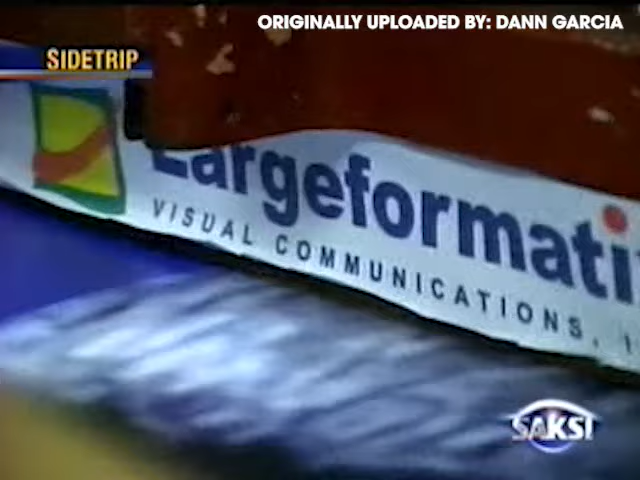 ORIGINALLY UPLOADED BY: DANN GARCIA
SIDETRIP
Largeformati
VISUAL COMMUNICATIONS, I
SAKSI